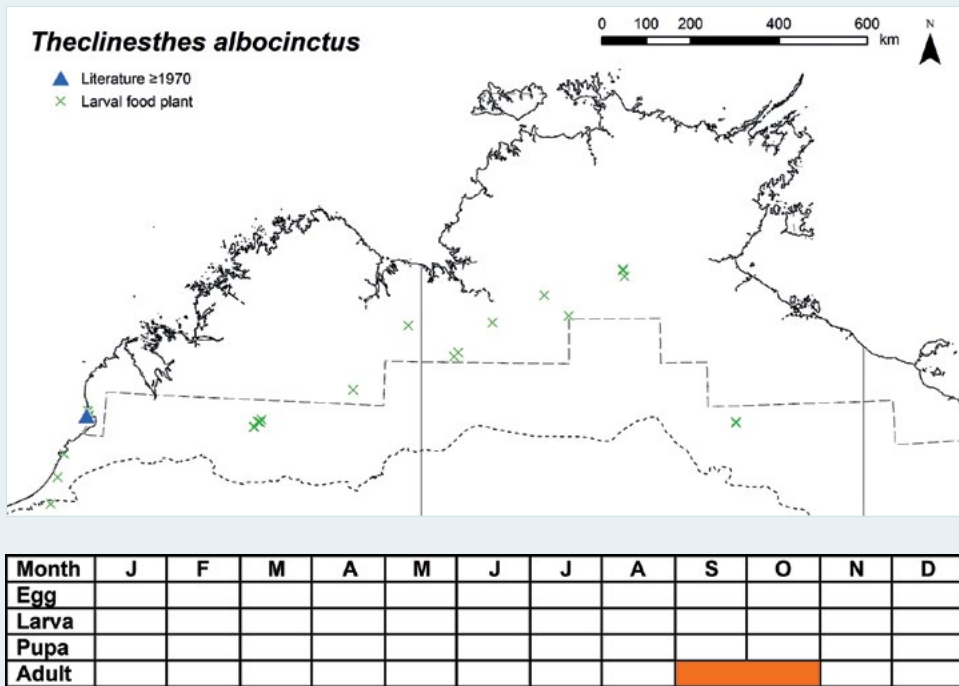 Theclinesthes albocinctus
0 100 200 400 600
km
N
Literature ≥1970
Larval food plant
Month J F M A M J J A S O N D
Egg
Larva
Pupa
Adult